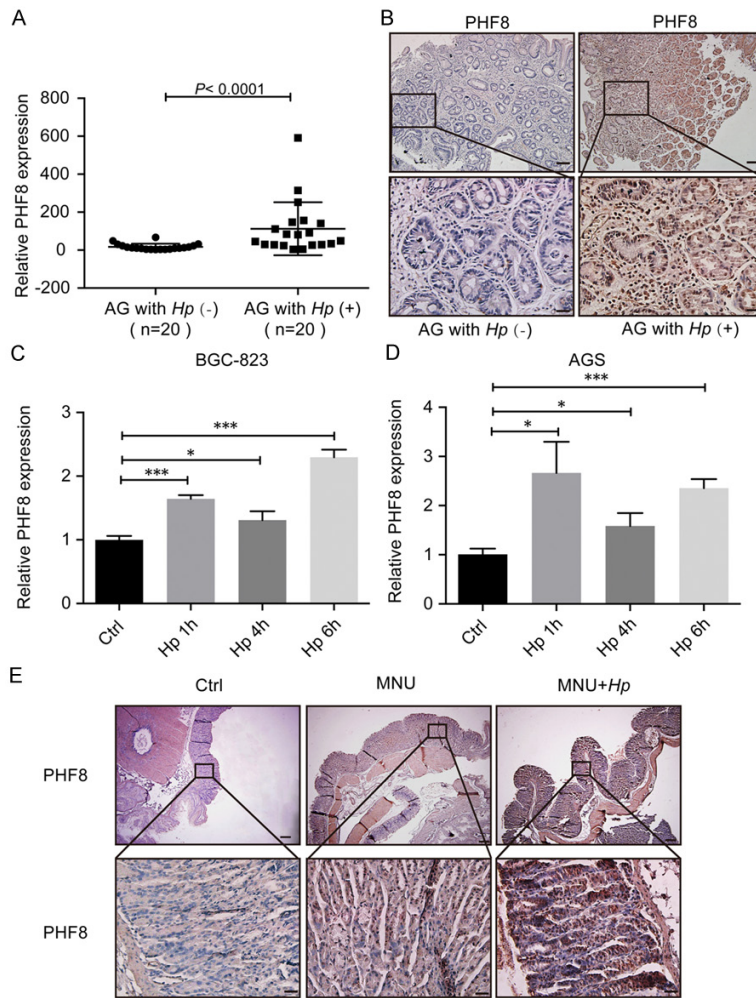 A
P< 0.0001
Relative PHF8 expression
800
600
400
200
0
-200
AG with Hp (-)
( n=20 )
AG with Hp (+)
( n=20 )
B
PHF8
PHF8
AG with Hp (-)
AG with Hp (+)
C
BGC-823
Relative PHF8 expression
3
2
1
0
***
*
***
Ctrl
Hp 1h
Hp 4h
Hp 6h
D
AGS
Relative PHF8 expression
4
3
2
1
0
***
*
*
Ctrl
Hp 1h
Hp 4h
Hp 6h
E
Ctrl
MNU
MNU+Hp
PHF8
PHF8